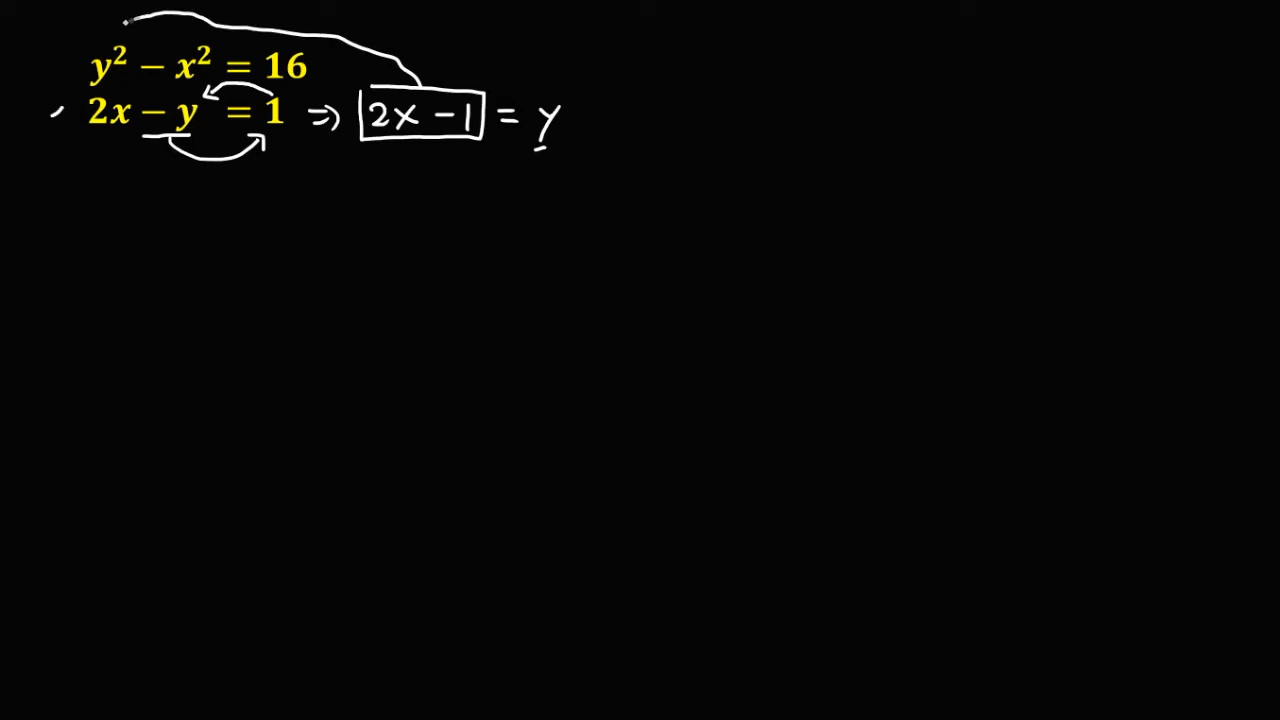 y² − x² = 16
2x − y = 1 ⇒ 2x − 1 = y